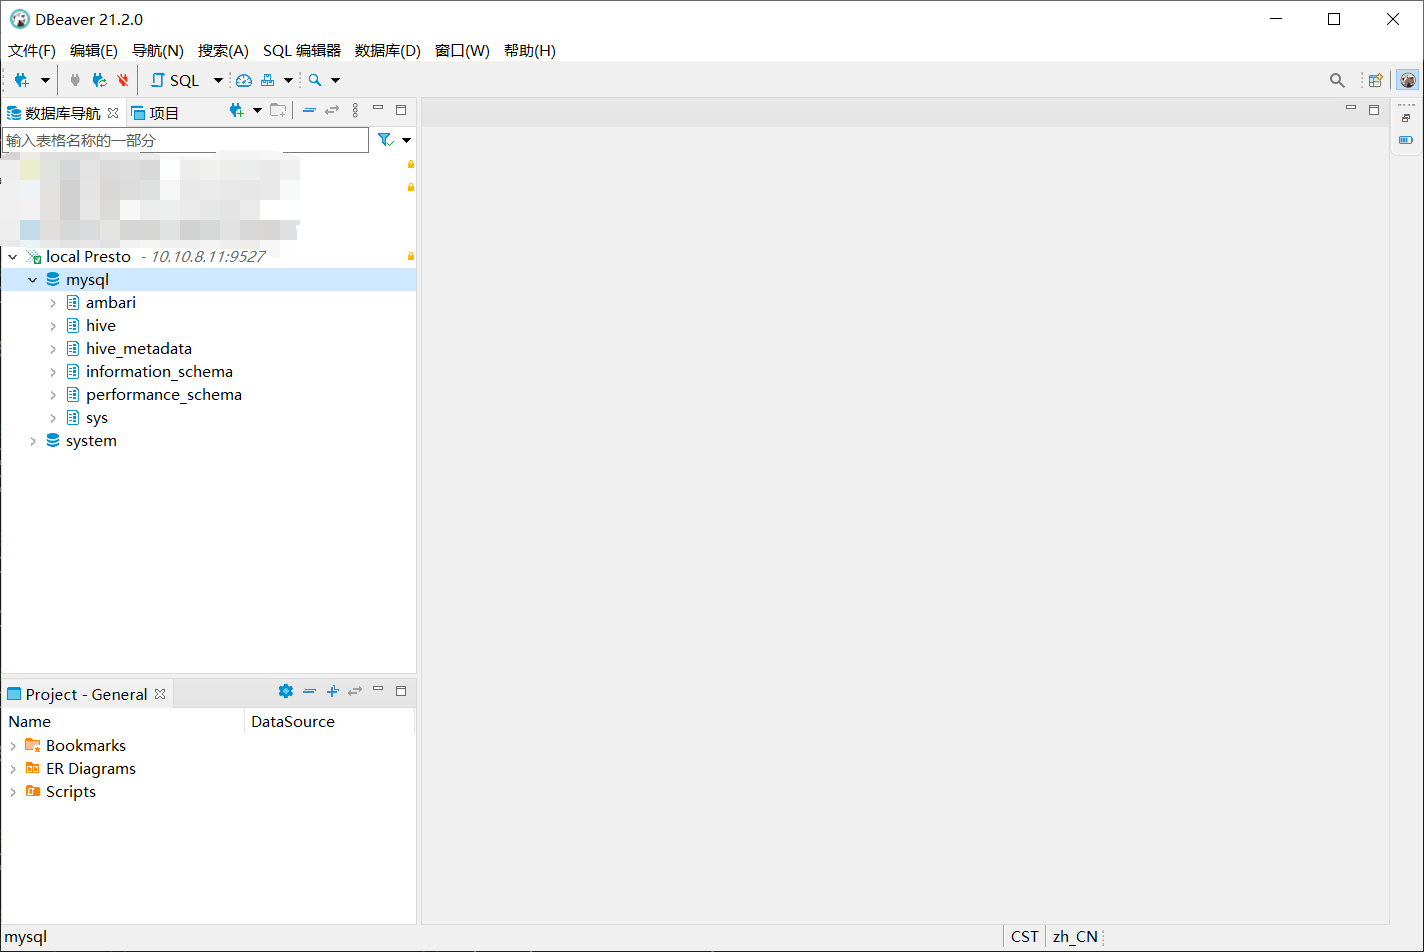 DBeaver 21.2.0
文件(F) 编辑(E) 导航(N) 搜索(A) SQL 编辑器 数据库(D) 窗口(W) 帮助(H)
SQL
数据库导航 项目
输入表格名称的一部分
local Presto - 10.10.8.11:9527
mysql
ambari
hive
hive_metadata
information_schema
performance_schema
sys
system
Project - General
Name DataSource
Bookmarks
ER Diagrams
Scripts
mysql CST zh_CN